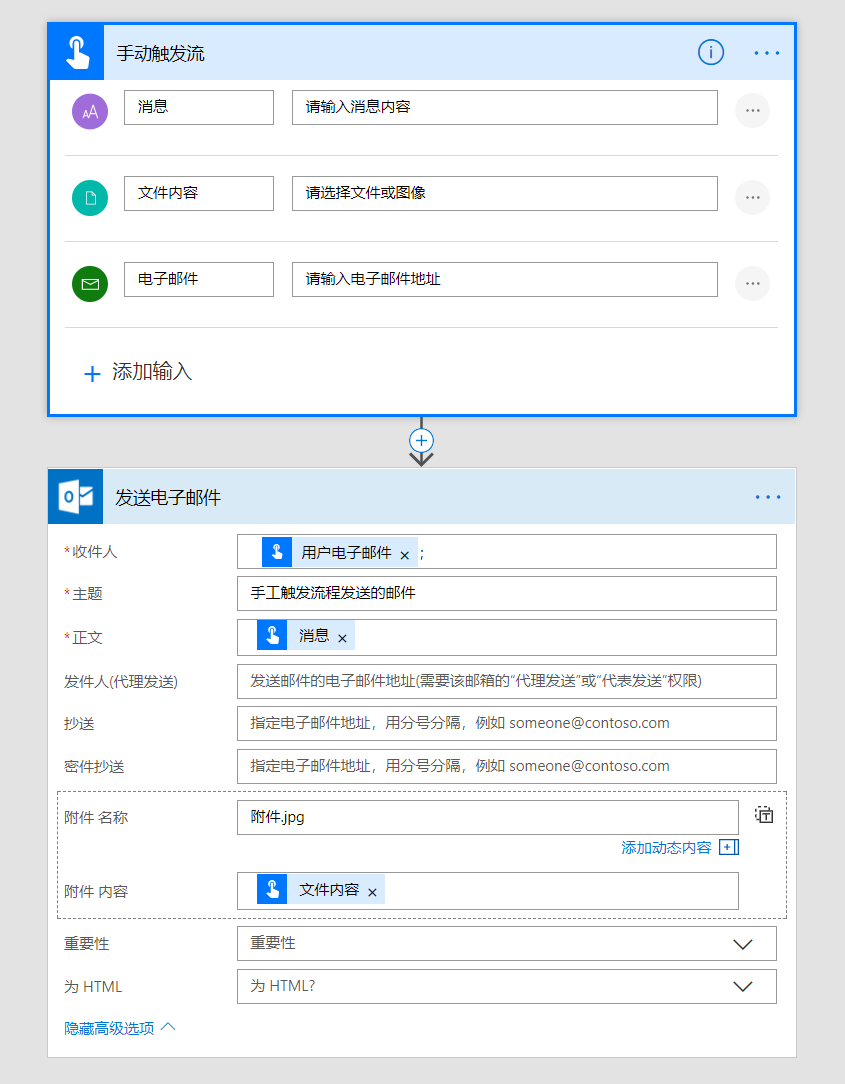 手动触发流
消息 请输入消息内容
文件内容 请选择文件或图像
电子邮件 请输入电子邮件地址
+ 添加输入
发送电子邮件
*收件人 用户电子邮件 × ;
*主题 手工触发流程发送的邮件
*正文 消息 ×
发件人(代理发送) 发送邮件的电子邮件地址(需要该邮箱的“代理发送”或“代表发送”权限)
抄送 指定电子邮件地址，用分号分隔，例如 someone@contoso.com
密件抄送 指定电子邮件地址，用分号分隔，例如 someone@contoso.com
附件 名称 附件.jpg
添加动态内容
附件 内容 文件内容 ×
重要性 重要性
为 HTML 为 HTML?
隐藏高级选项